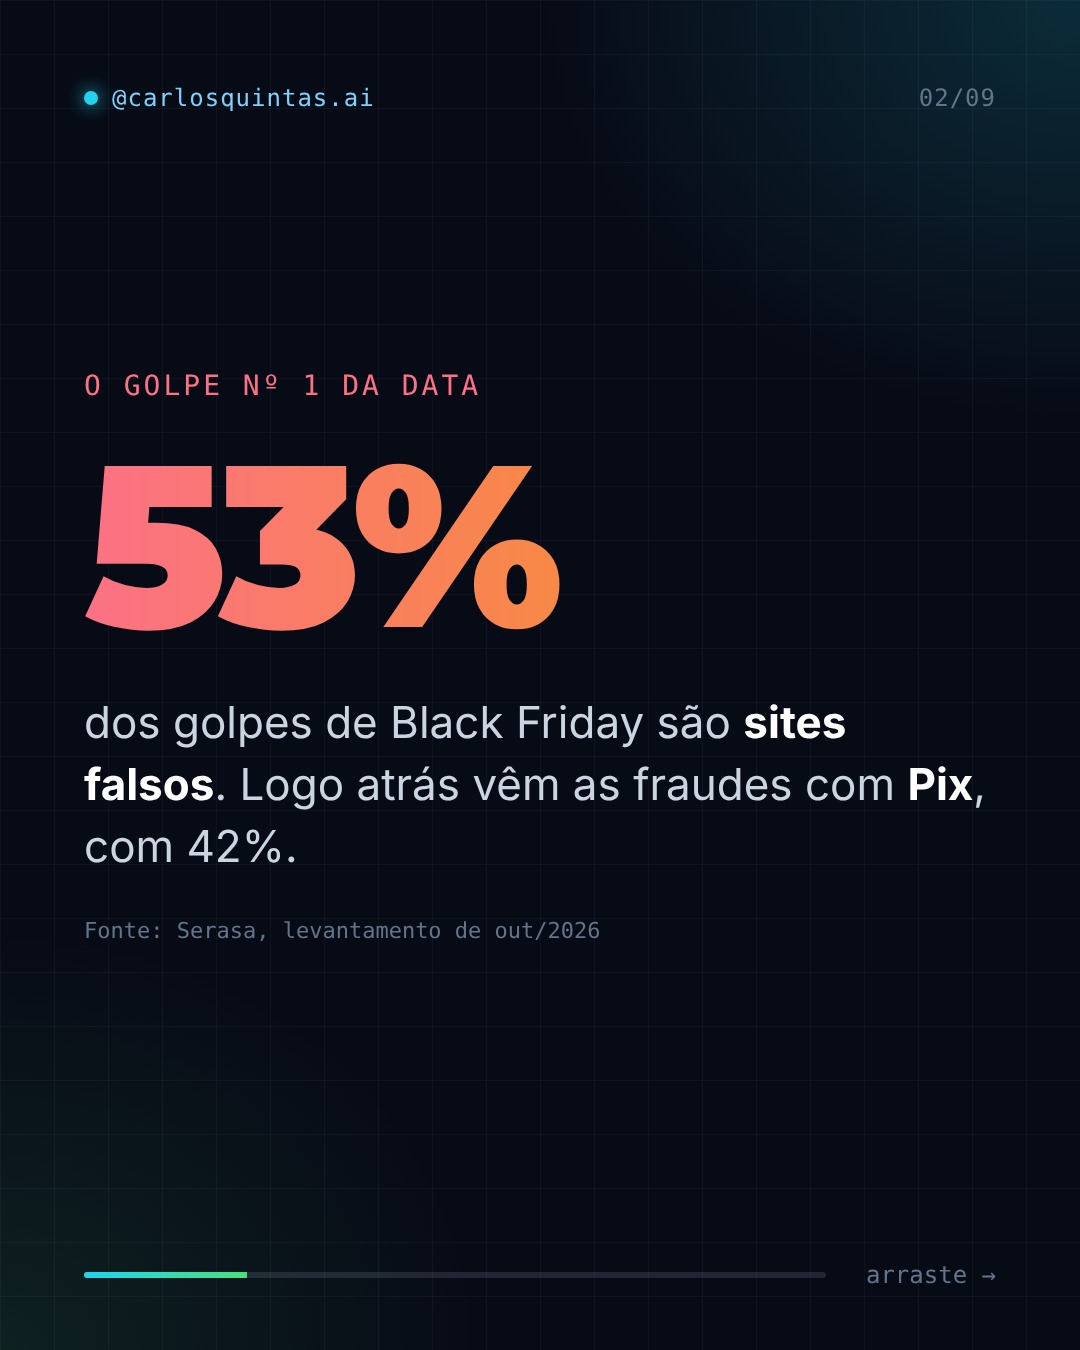 @carlosquintas.ai
02/09
O GOLPE Nº 1 DA DATA
53%
dos golpes de Black Friday são sites
falsos. Logo atrás vêm as fraudes com Pix,
com 42%.
Fonte: Serasa, levantamento de out/2026
arraste →